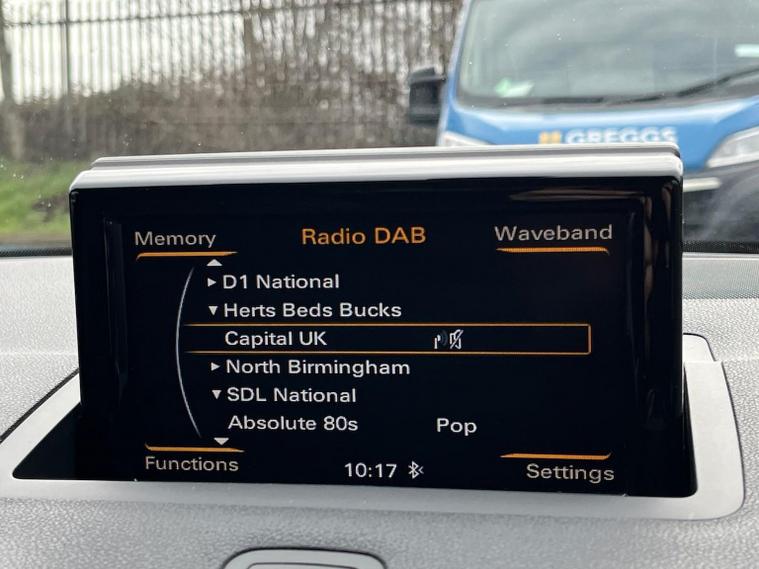 GREGGS
Memory Radio DAB Waveband
D1 National
Herts Beds Bucks
Capital UK
North Birmingham
SDL National
Absolute 80s Pop
Functions 10:17 Settings